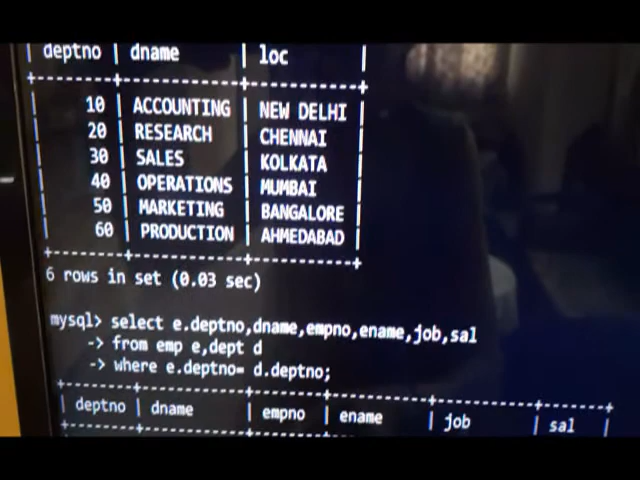 | deptno | dname | loc |
+--------+------------+-----------+
| 10 | ACCOUNTING | NEW DELHI |
| 20 | RESEARCH | CHENNAI |
| 30 | SALES | KOLKATA |
| 40 | OPERATIONS | MUMBAI |
| 50 | MARKETING | BANGALORE |
| 60 | PRODUCTION | AHMEDABAD |
+--------+------------+-----------+
6 rows in set (0.03 sec)
mysql> select e.deptno,dname,empno,ename,job,sal
-> from emp e,dept d
-> where e.deptno= d.deptno;
+--------+------------+-------+--------+-----------+------+
| deptno | dname | empno | ename | job | sal |